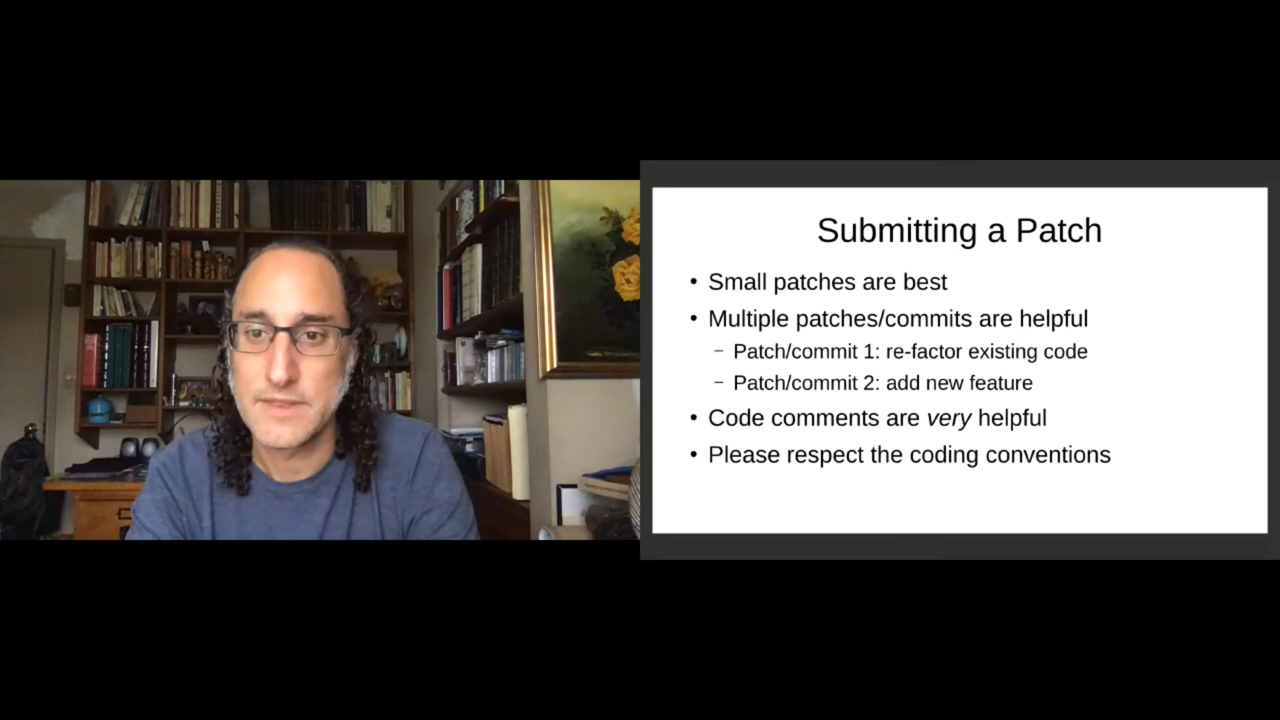 Submitting a Patch
• Small patches are best
• Multiple patches/commits are helpful
– Patch/commit 1: re-factor existing code
– Patch/commit 2: add new feature
• Code comments are very helpful
• Please respect the coding conventions